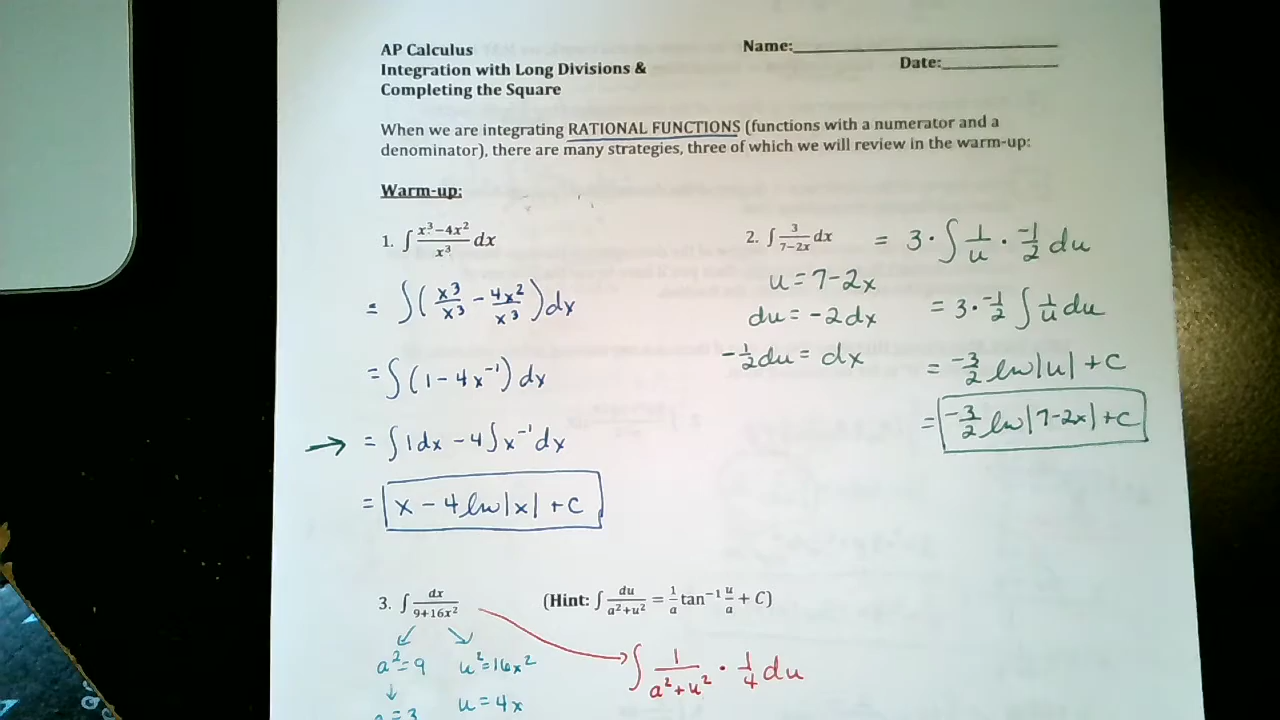 AP Calculus
Name:
Integration with Long Divisions &
Date:
Completing the Square
When we are integrating RATIONAL FUNCTIONS (functions with a numerator and a
denominator), there are many strategies, three of which we will review in the warm-up:
Warm-up:
1. ∫ (x³−4x²)/x³ dx
= ∫ ( x³/x³ − 4x²/x³ ) dx
= ∫ ( 1 − 4x⁻¹ ) dx
→ = ∫ 1dx − 4 ∫ x⁻¹ dx
= x − 4 ln|x| + C
2. ∫ 3/(7−2x) dx = 3 · ∫ 1/u · −1/2 du
u = 7−2x
du = −2dx
−1/2 du = dx
= 3 · −1/2 ∫ 1/u du
= −3/2 ln|u| + C
= −3/2 ln|7−2x| + C
3. ∫ dx/(9+16x²)
(Hint: ∫ du/(a²+u²) = 1/a tan⁻¹ u/a + C)
a² = 9
u² = 16x²
u = 4x
a = 3
∫ 1/(a²+u²) · 1/4 du